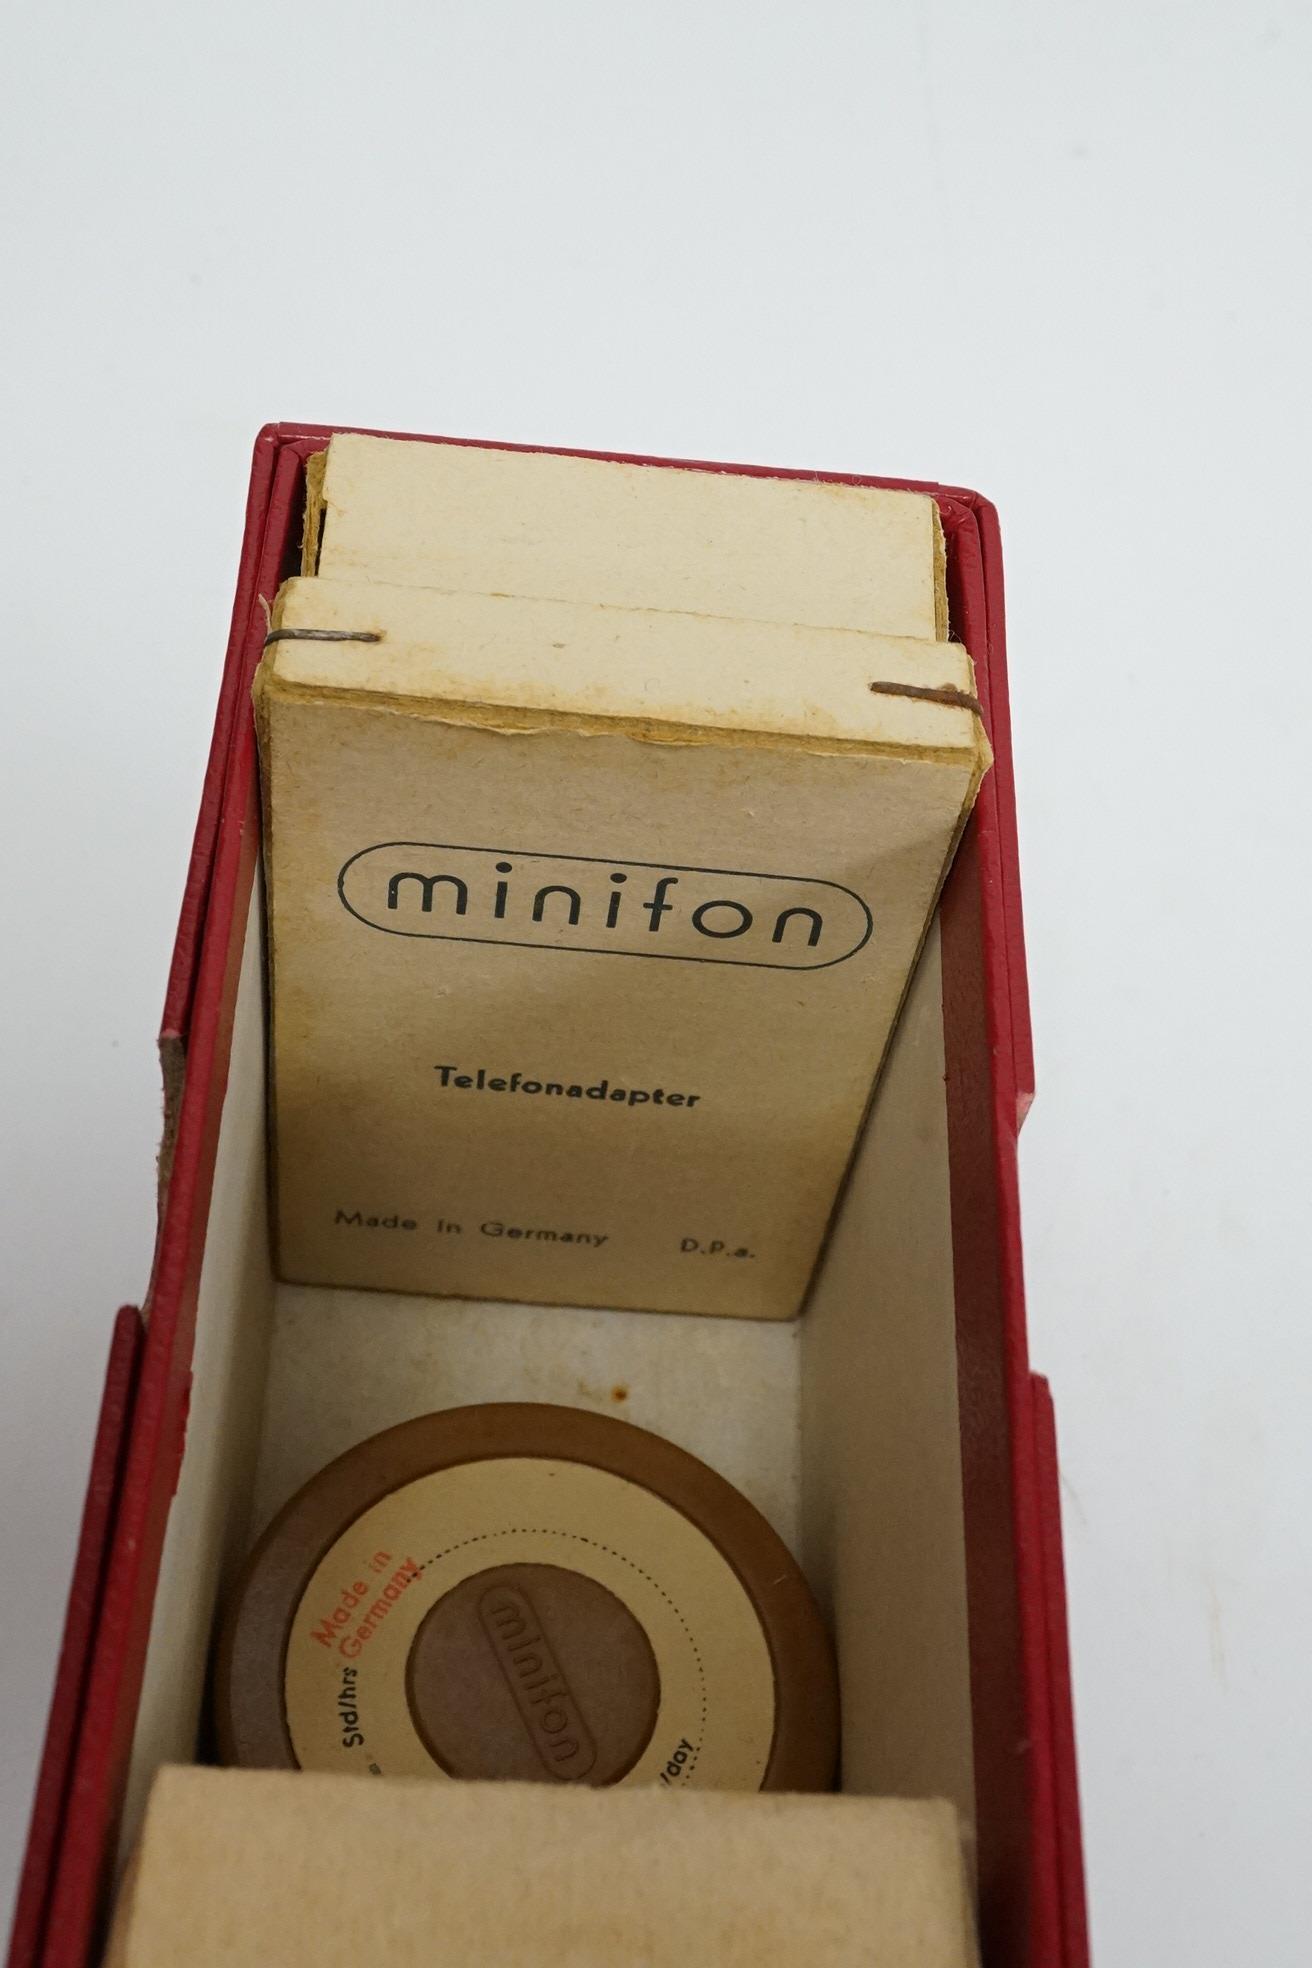 minifon
Telefonadapter
Made in Germany D.P.a.
Made in
Germany
Std/hrs
minifon
/day